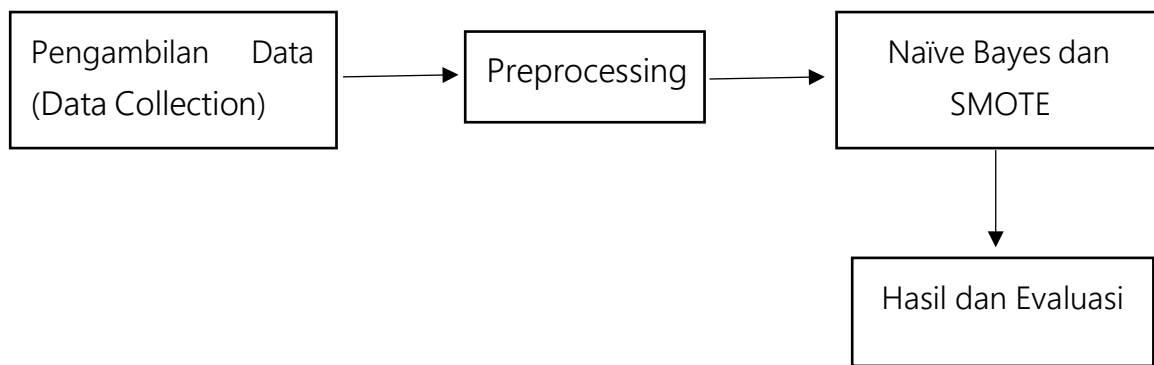 Pengambilan Data
(Data Collection)
Preprocessing
Naïve Bayes dan
SMOTE
Hasil dan Evaluasi